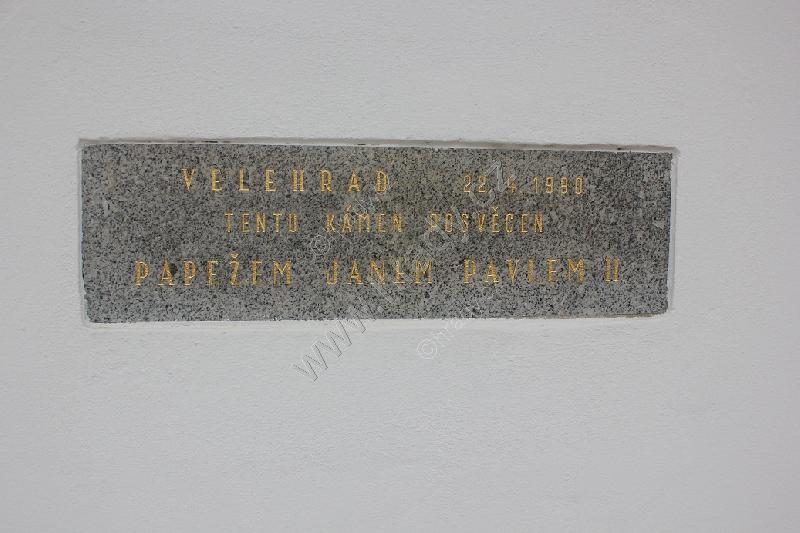 VELEHRAD 22.4.1990
TENTO KÁMEN POSVĚCEN
PAPEŽEM JANEM PAVLEM II